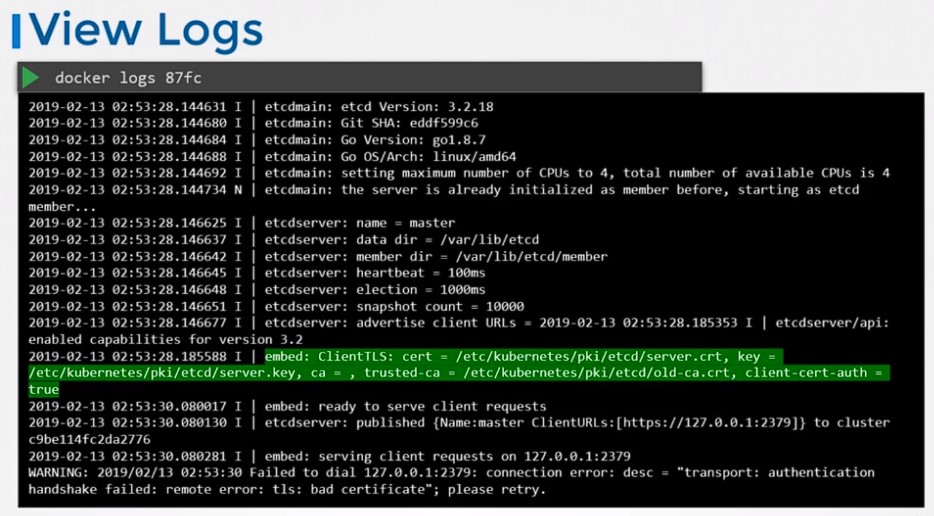 View Logs
docker logs 87fc
2019-02-13 02:53:28.144631 I | etcdmain: etcd Version: 3.2.18
2019-02-13 02:53:28.144680 I | etcdmain: Git SHA: eddf599c6
2019-02-13 02:53:28.144684 I | etcdmain: Go Version: go1.8.7
2019-02-13 02:53:28.144688 I | etcdmain: Go OS/Arch: linux/amd64
2019-02-13 02:53:28.144692 I | etcdmain: setting maximum number of CPUs to 4, total number of available CPUs is 4
2019-02-13 02:53:28.144734 N | etcdmain: the server is already initialized as member before, starting as etcd
member...
2019-02-13 02:53:28.146625 I | etcdserver: name = master
2019-02-13 02:53:28.146637 I | etcdserver: data dir = /var/lib/etcd
2019-02-13 02:53:28.146642 I | etcdserver: member dir = /var/lib/etcd/member
2019-02-13 02:53:28.146645 I | etcdserver: heartbeat = 100ms
2019-02-13 02:53:28.146648 I | etcdserver: election = 1000ms
2019-02-13 02:53:28.146651 I | etcdserver: snapshot count = 10000
2019-02-13 02:53:28.146677 I | etcdserver: advertise client URLs = 2019-02-13 02:53:28.185353 I | etcdserver/api:
enabled capabilities for version 3.2
2019-02-13 02:53:28.185588 I | embed: ClientTLS: cert = /etc/kubernetes/pki/etcd/server.crt, key =
/etc/kubernetes/pki/etcd/server.key, ca = , trusted-ca = /etc/kubernetes/pki/etcd/old-ca.crt, client-cert-auth =
true
2019-02-13 02:53:30.080017 I | embed: ready to serve client requests
2019-02-13 02:53:30.080130 I | etcdserver: published {Name:master ClientURLs:[https://127.0.0.1:2379]} to cluster
c9be114fc2da2776
2019-02-13 02:53:30.080281 I | embed: serving client requests on 127.0.0.1:2379
WARNING: 2019/02/13 02:53:30 Failed to dial 127.0.0.1:2379: connection error: desc = "transport: authentication
handshake failed: remote error: tls: bad certificate"; please retry.